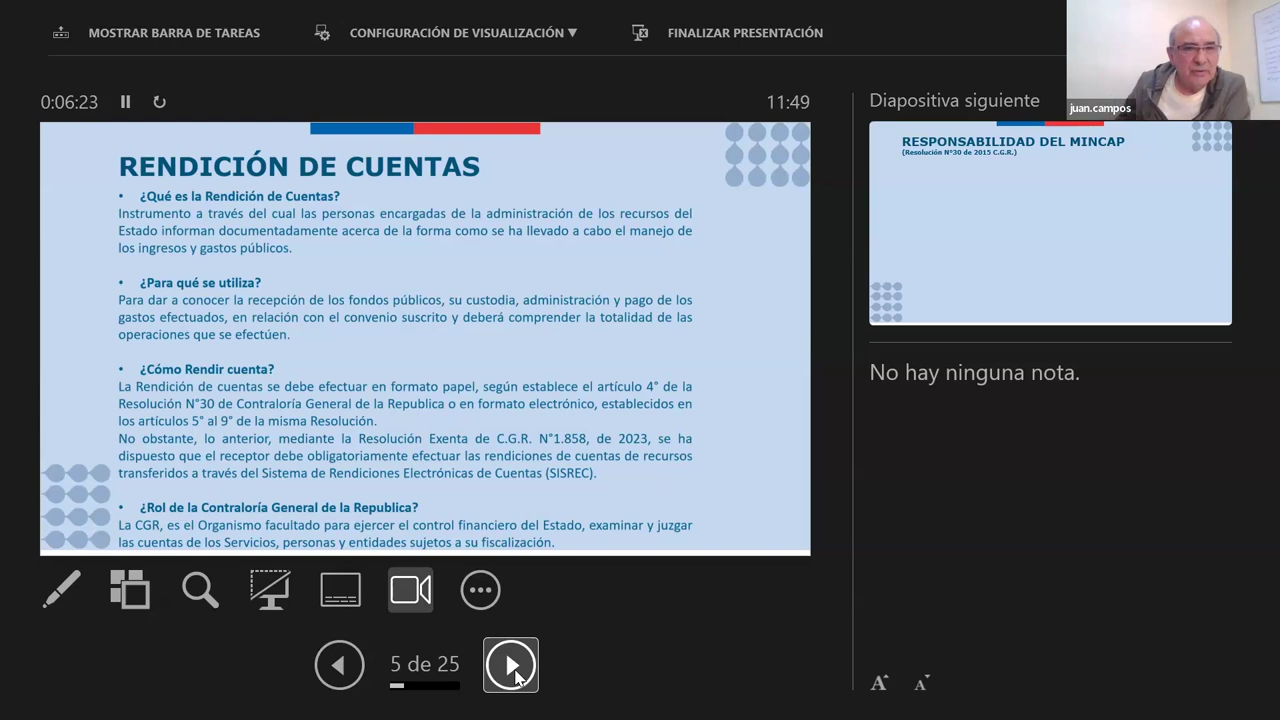 MOSTRAR BARRA DE TAREAS
CONFIGURACIÓN DE VISUALIZACIÓN ▼
FINALIZAR PRESENTACIÓN
juan.campos
0:06:23
11:49
RENDICIÓN DE CUENTAS
• ¿Qué es la Rendición de Cuentas?
Instrumento a través del cual las personas encargadas de la administración de los recursos del
Estado informan documentadamente acerca de la forma como se ha llevado a cabo el manejo de
los ingresos y gastos públicos.
• ¿Para qué se utiliza?
Para dar a conocer la recepción de los fondos públicos, su custodia, administración y pago de los
gastos efectuados, en relación con el convenio suscrito y deberá comprender la totalidad de las
operaciones que se efectúen.
• ¿Cómo Rendir cuenta?
La Rendición de cuentas se debe efectuar en formato papel, según establece el artículo 4° de la
Resolución N°30 de Contraloría General de la Republica o en formato electrónico, establecidos en
los artículos 5° al 9° de la misma Resolución.
No obstante, lo anterior, mediante la Resolución Exenta de C.G.R. N°1.858, de 2023, se ha
dispuesto que el receptor debe obligatoriamente efectuar las rendiciones de cuentas de recursos
transferidos a través del Sistema de Rendiciones Electrónicas de Cuentas (SISREC).
• ¿Rol de la Contraloría General de la Republica?
La CGR, es el Organismo facultado para ejercer el control financiero del Estado, examinar y juzgar
las cuentas de los Servicios, personas y entidades sujetos a su fiscalización.
5 de 25
Diapositiva siguiente
RESPONSABILIDAD DEL MINCAP
(Resolución N°30 de 2015 C.G.R.)
No hay ninguna nota.
A A